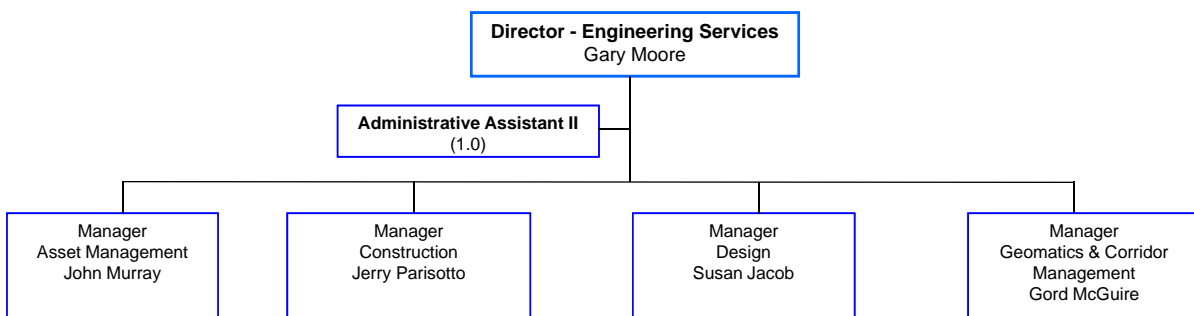 Director - Engineering Services
Gary Moore
Administrative Assistant II
(1.0)
Manager
Asset Management
John Murray
Manager
Construction
Jerry Parisotto
Manager
Design
Susan Jacob
Manager
Geomatics & Corridor
Management
Gord McGuire